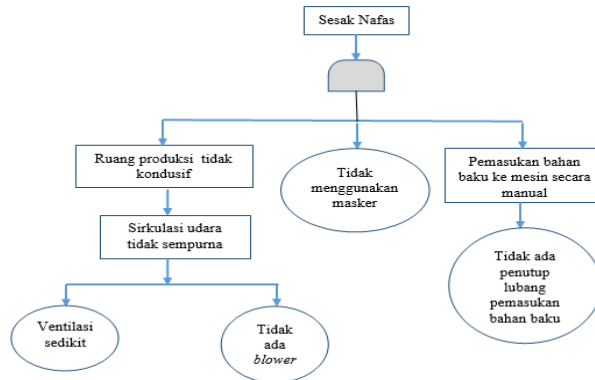 Sesak Nafas
Ruang produksi tidak
kondusif
Tidak
menggunakan
masker
Pemasukan bahan
baku ke mesin secara
manual
Sirkulasi udara
tidak sempurna
Tidak ada
penutup
lubang
pemasukan
bahan baku
Ventilasi
sedikit
Tidak
ada
blower